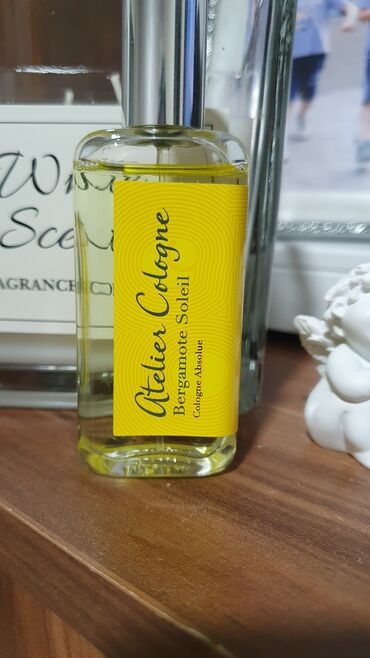 Atelier Cologne
Bergamote Soleil
Cologne Absolue